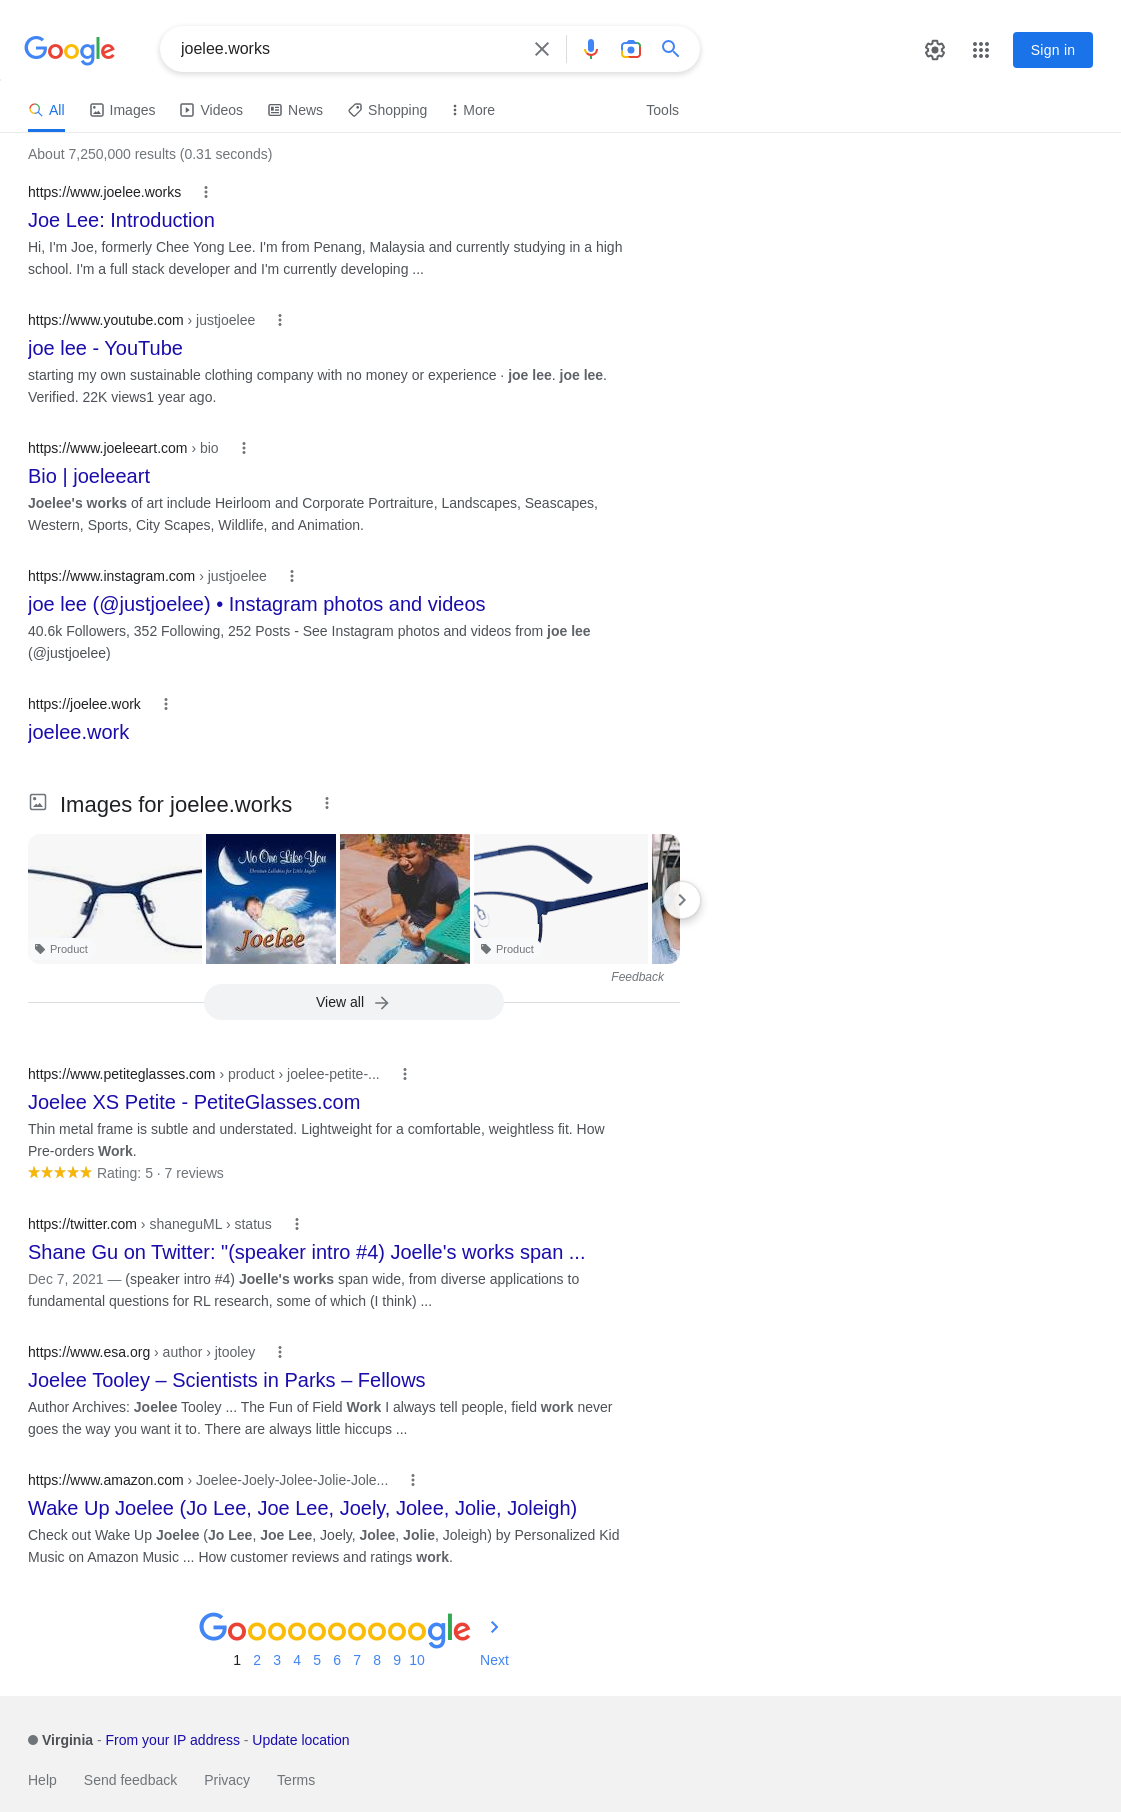 Google
joelee.works
Sign in
All
Images
Videos
News
Shopping
More
Tools
About 7,250,000 results (0.31 seconds)
https://www.joelee.works
Joe Lee: Introduction
Hi, I'm Joe, formerly Chee Yong Lee. I'm from Penang, Malaysia and currently studying in a high
school. I'm a full stack developer and I'm currently developing ...
https://www.youtube.com › justjoelee
joe lee - YouTube
starting my own sustainable clothing company with no money or experience · joe lee. joe lee.
Verified. 22K views1 year ago.
https://www.joeleeart.com › bio
Bio | joeleeart
Joelee's works of art include Heirloom and Corporate Portraiture, Landscapes, Seascapes,
Western, Sports, City Scapes, Wildlife, and Animation.
https://www.instagram.com › justjoelee
joe lee (@justjoelee) • Instagram photos and videos
40.6k Followers, 352 Following, 252 Posts - See Instagram photos and videos from joe lee
(@justjoelee)
https://joelee.work
joelee.work
Images for joelee.works
No One Like You
Christian Lullabies for Little Angels
Joelee
Product
Product
Feedback
View all
https://www.petiteglasses.com › product › joelee-petite-...
Joelee XS Petite - PetiteGlasses.com
Thin metal frame is subtle and understated. Lightweight for a comfortable, weightless fit. How
Pre-orders Work.
Rating: 5 · 7 reviews
https://twitter.com › shaneguML › status
Shane Gu on Twitter: "(speaker intro #4) Joelle's works span ...
Dec 7, 2021 — (speaker intro #4) Joelle's works span wide, from diverse applications to
fundamental questions for RL research, some of which (I think) ...
https://www.esa.org › author › jtooley
Joelee Tooley – Scientists in Parks – Fellows
Author Archives: Joelee Tooley ... The Fun of Field Work I always tell people, field work never
goes the way you want it to. There are always little hiccups ...
https://www.amazon.com › Joelee-Joely-Jolee-Jolie-Jole...
Wake Up Joelee (Jo Lee, Joe Lee, Joely, Jolee, Jolie, Joleigh)
Check out Wake Up Joelee (Jo Lee, Joe Lee, Joely, Jolee, Jolie, Joleigh) by Personalized Kid
Music on Amazon Music ... How customer reviews and ratings work.
Goooooooooogle
1 2 3 4 5 6 7 8 9 10 Next
Virginia - From your IP address - Update location
Help Send feedback Privacy Terms